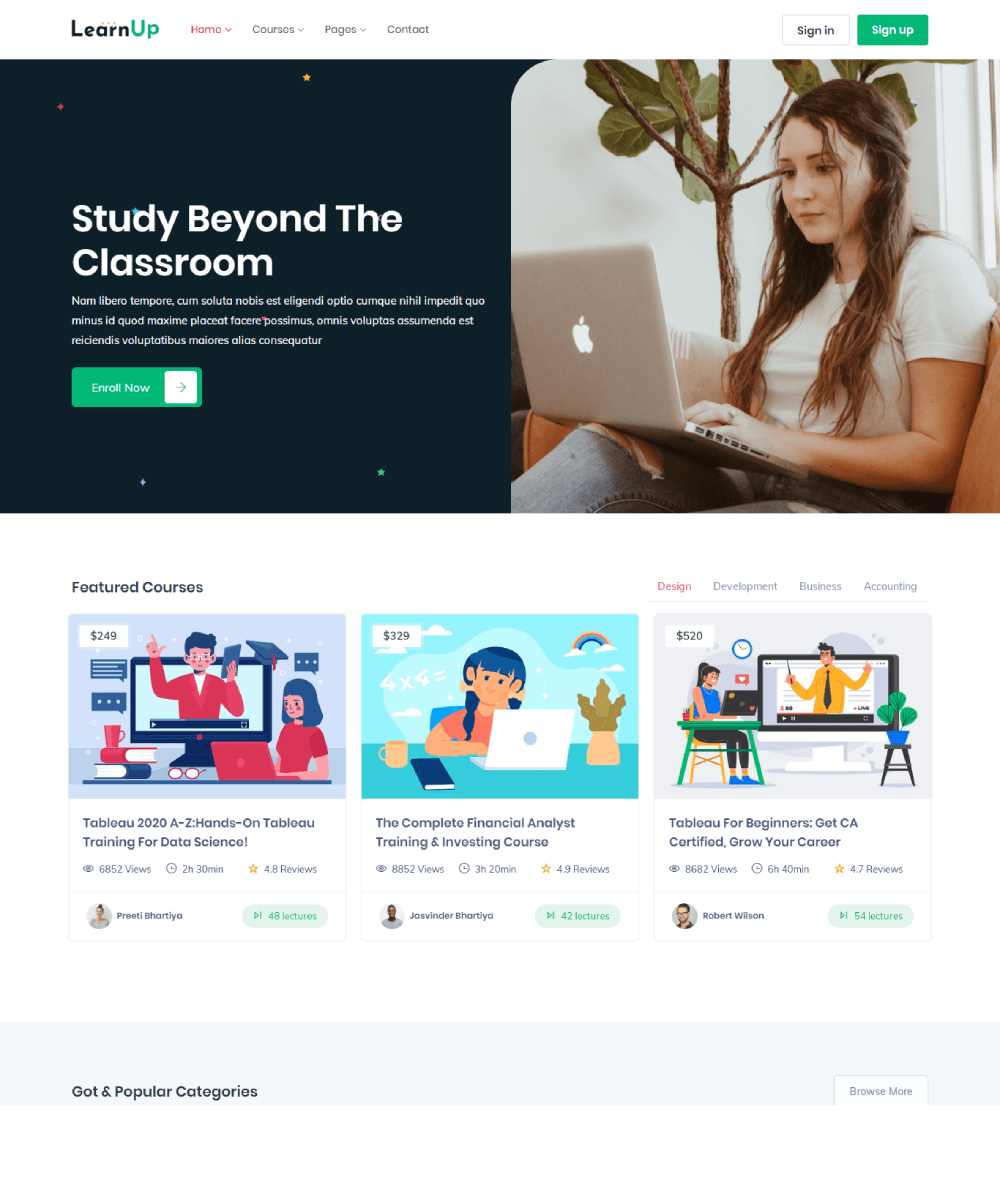 LearnUp
Home Courses Pages Contact
Sign in Sign up
Study Beyond The
Classroom
Nam libero tempore, cum soluta nobis est eligendi optio cumque nihil impedit quo
minus id quod maxime placeat facere possimus, omnis voluptas assumenda est
reiciendis voluptatibus maiores alias consequatur
Enroll Now
Featured Courses
Design Development Business Accounting
$249
$329
4x4=
$520
60
LIVE
Tableau 2020 A-Z:Hands-On Tableau
Training For Data Science!
6852 Views 2h 30min 4.8 Reviews
Preeti Bhartiya 48 lectures
The Complete Financial Analyst
Training & Investing Course
8852 Views 3h 20min 4.9 Reviews
Jasvinder Bhartiya 42 lectures
Tableau For Beginners: Get CA
Certified, Grow Your Career
8682 Views 6h 40min 4.7 Reviews
Robert Wilson 54 lectures
Got & Popular Categories
Browse More